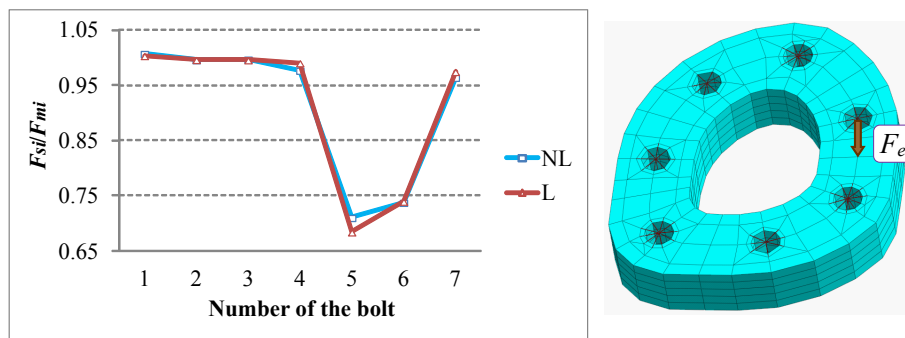 1.05
0.95
0.85
0.75
0.65
Fsi/Fmi
1 2 3 4 5 6 7
Number of the bolt
NL
L
Fe